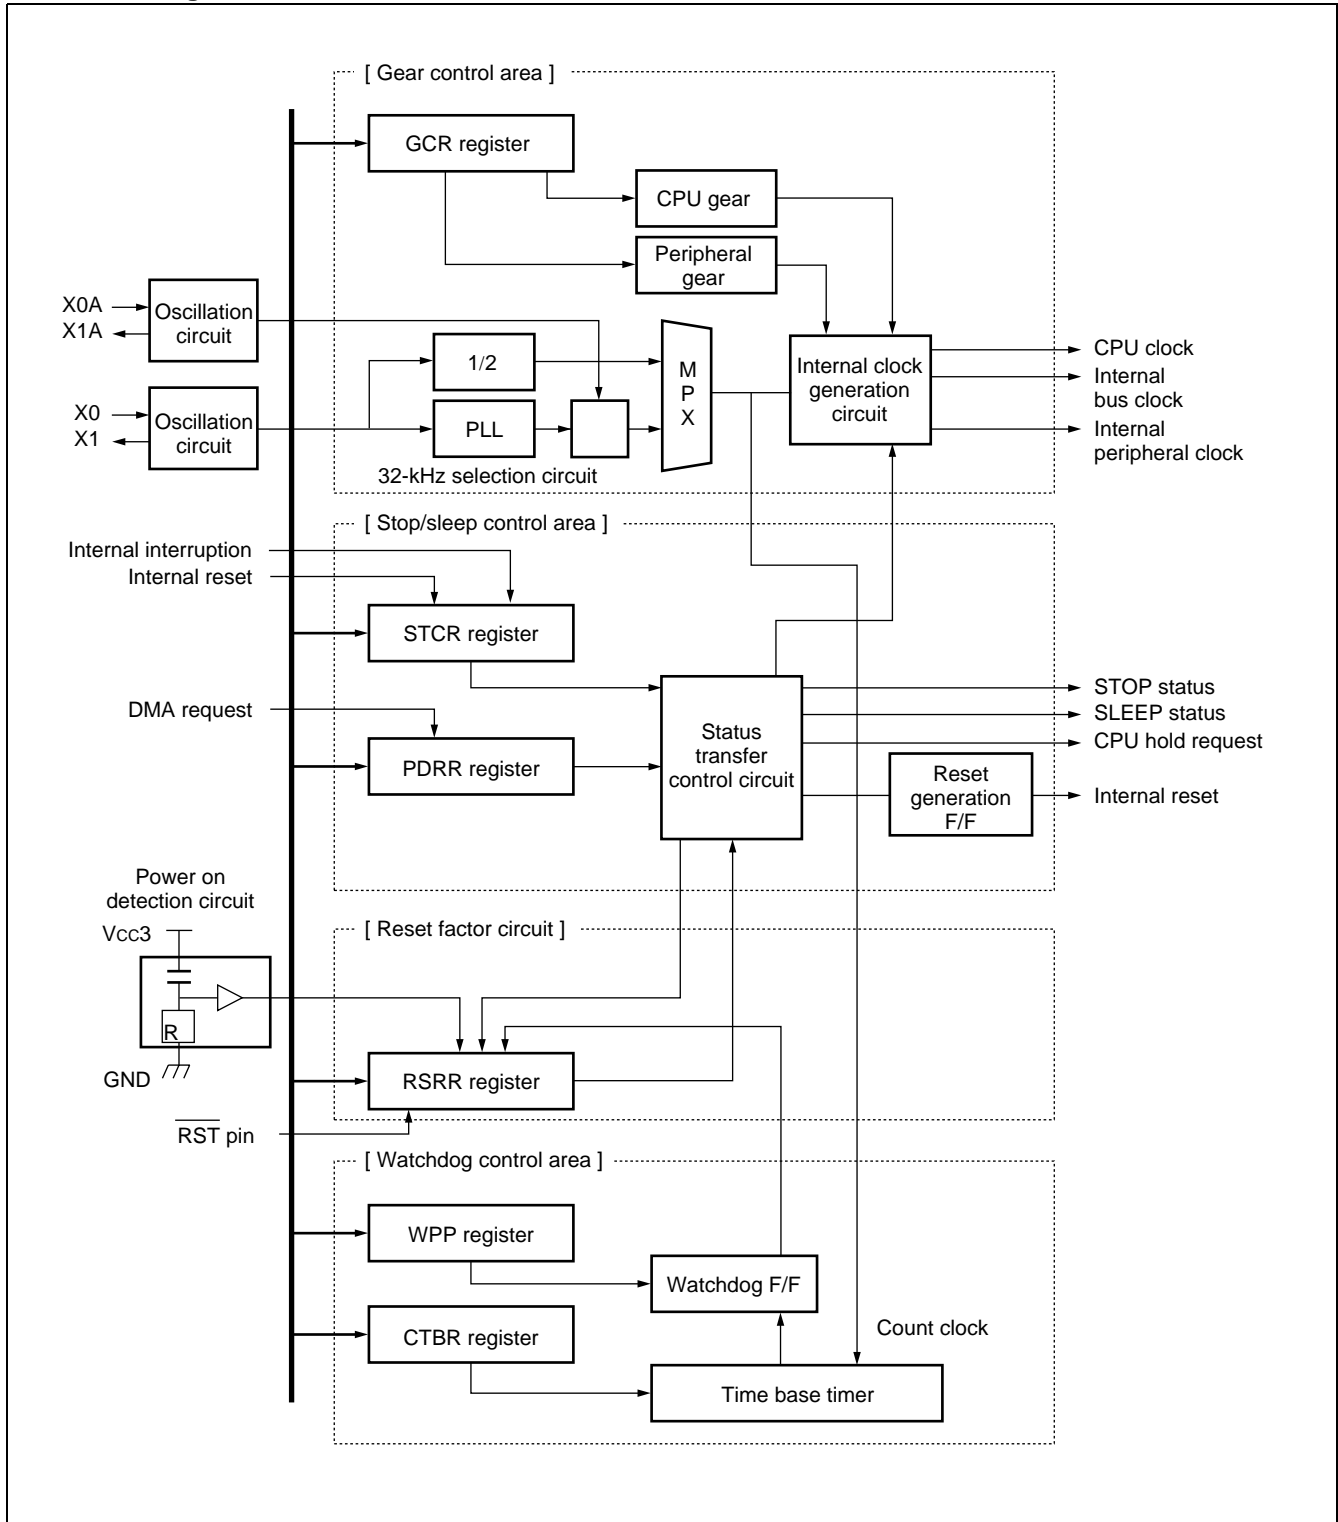 [ Gear control area ]
GCR register
CPU gear
Peripheral
gear
X0A
X1A
Oscillation
circuit
1/2
M
P
X
Internal clock
generation
circuit
CPU clock
Internal
bus clock
Internal
peripheral clock
X0
X1
Oscillation
circuit
PLL
32-kHz selection circuit
[ Stop/sleep control area ]
Internal interruption
Internal reset
STCR register
DMA request
PDRR register
Status
transfer
control circuit
STOP status
SLEEP status
CPU hold request
Reset
generation
F/F
Internal reset
Power on
detection circuit
VCC3
R
GND
[ Reset factor circuit ]
RSRR register
RST pin
[ Watchdog control area ]
WPP register
Watchdog F/F
CTBR register
Count clock
Time base timer